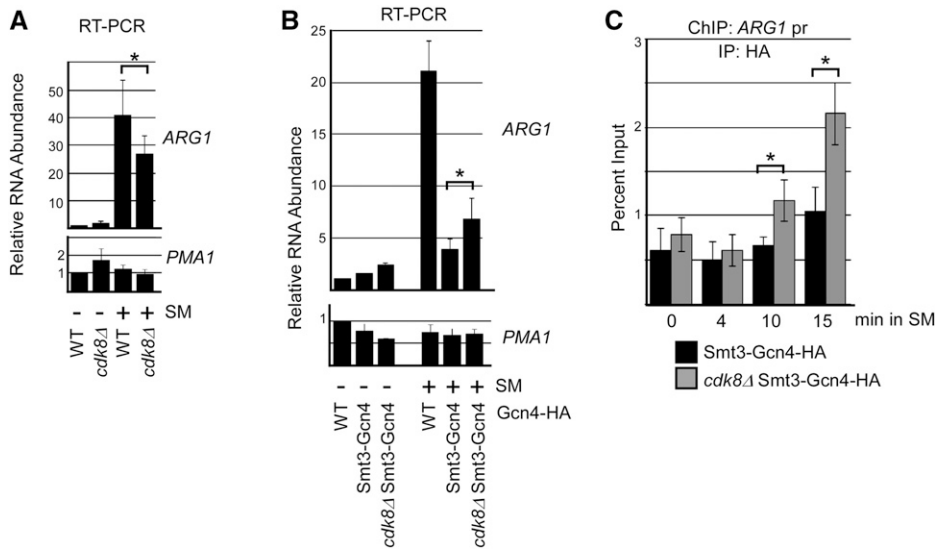 A
RT-PCR
Relative RNA Abundance
50
40
30
20
10
*
ARG1
2
1
PMA1
- - + + SM
WT
cdk8Δ
WT
cdk8Δ
B
RT-PCR
Relative RNA Abundance
25
20
15
10
5
*
ARG1
1
PMA1
- - - + + + SM
WT
Smt3-Gcn4
cdk8Δ Smt3-Gcn4
WT
Smt3-Gcn4
cdk8Δ Smt3-Gcn4
Gcn4-HA
C
ChIP: ARG1 pr
IP: HA
Percent Input
3
2
1
*
*
0 4 10 15 min in SM
Smt3-Gcn4-HA
cdk8Δ Smt3-Gcn4-HA